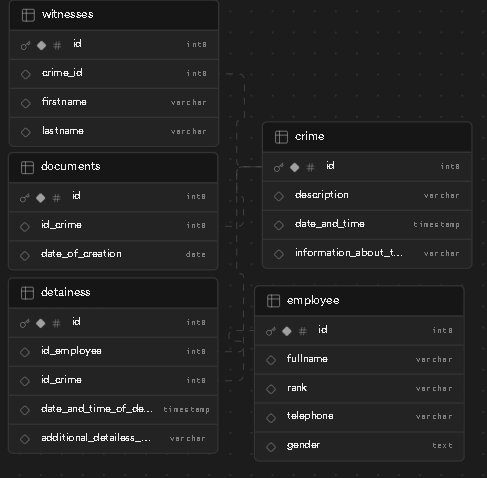 witnesses
# id int8
crime_id int8
firstname varchar
lastname varchar
documents
# id int8
id_crime int8
date_of_creation date
detainess
# id int8
id_employee int8
id_crime int8
date_and_time_of_de... timestamp
additional_detailess_... varchar
crime
# id int8
description varchar
date_and_time timestamp
information_about_t... varchar
employee
# id int8
fullname varchar
rank varchar
telephone varchar
gender text